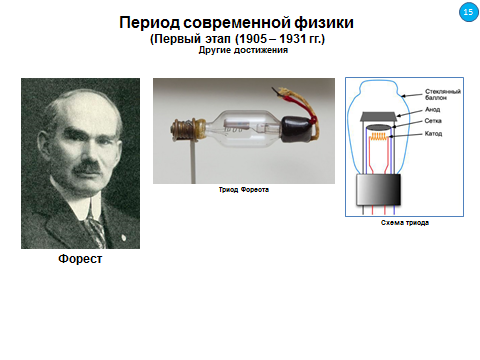 15
Период современной физики
(Первый этап (1905 – 1931 гг.)
Другие достижения
Стеклянный
баллон
Анод
Сетка
Катод
Триод Фореста
Схема триода
Форест